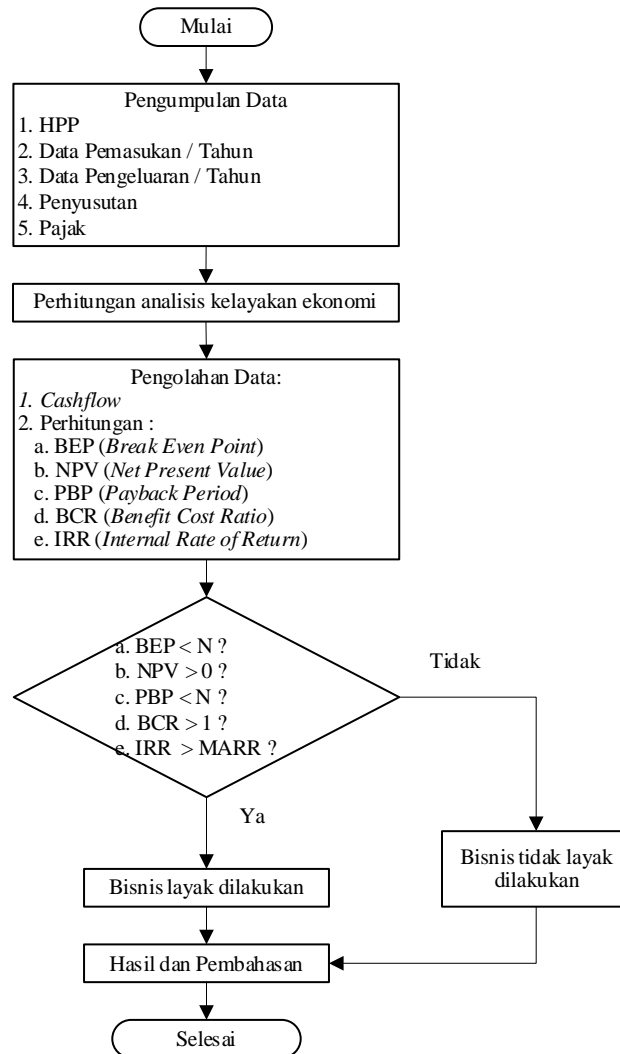 Mulai
Pengumpulan Data
1. HPP
2. Data Pemasukan / Tahun
3. Data Pengeluaran / Tahun
4. Penyusutan
5. Pajak
Perhitungan analisis kelayakan ekonomi
Pengolahan Data:
1. Cashflow
2. Perhitungan :
a. BEP (Break Even Point)
b. NPV (Net Present Value)
c. PBP (Payback Period)
d. BCR (Benefit Cost Ratio)
e. IRR (Internal Rate of Return)
a. BEP < N ?
b. NPV > 0 ?
c. PBP < N ?
d. BCR > 1 ?
e. IRR > MARR ?
Tidak
Ya
Bisnis tidak layak
dilakukan
Bisnis layak dilakukan
Hasil dan Pembahasan
Selesai